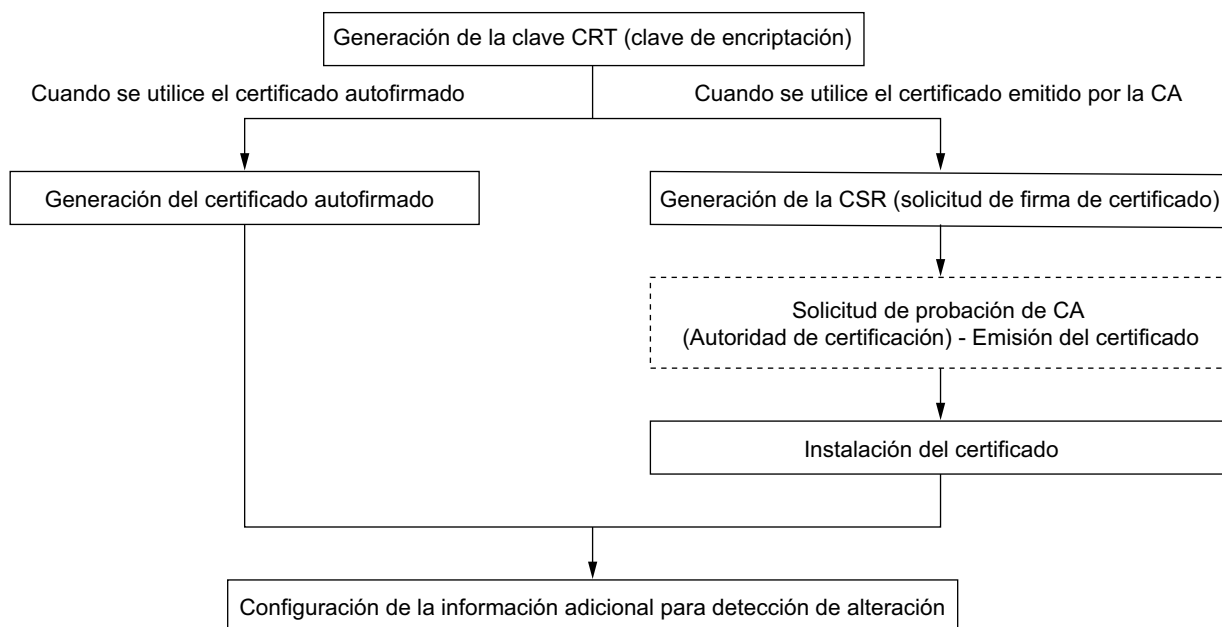 Generación de la clave CRT (clave de encriptación)
Cuando se utilice el certificado autofirmado
Cuando se utilice el certificado emitido por la CA
Generación del certificado autofirmado
Generación de la CSR (solicitud de firma de certificado)
Solicitud de probación de CA
(Autoridad de certificación) - Emisión del certificado
Instalación del certificado
Configuración de la información adicional para detección de alteración